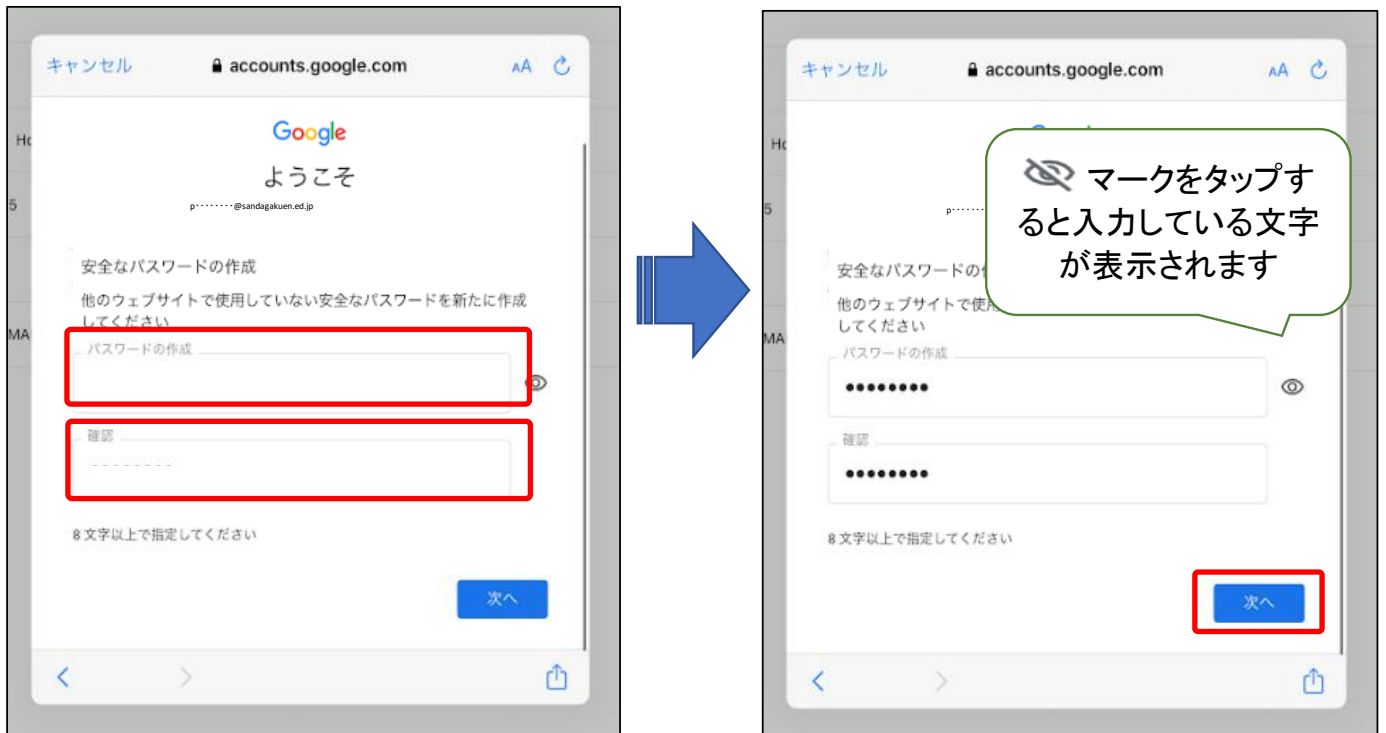 キャンセル
accounts.google.com
AA
Ho
5
MA
Google
ようこそ
p········@sandagakuen.ed.jp
安全なパスワードの作成
他のウェブサイトで使用していない安全なパスワードを新たに作成
してください
パスワードの作成
確認
--------
8 文字以上で指定してください
次へ
キャンセル
accounts.google.com
AA
Ho
5
MA
マークをタップす
ると入力している文字
が表示されます
p······
安全なパスワードの
他のウェブサイトで使
してください
パスワードの作成
••••••••
確認
••••••••
8 文字以上で指定してください
次へ